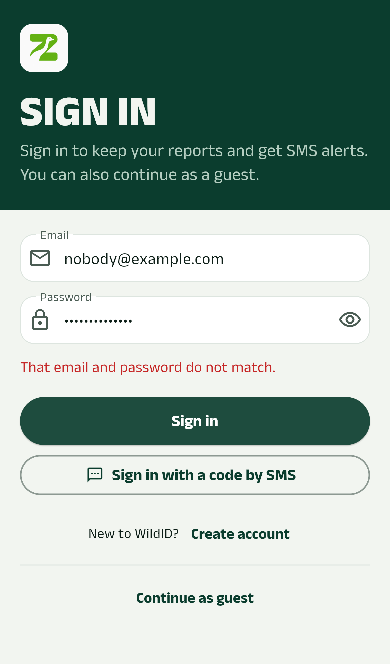 SIGN IN
Sign in to keep your reports and get SMS alerts.
You can also continue as a guest.
Email
nobody@example.com
Password
••••••••••••••
That email and password do not match.
Sign in
Sign in with a code by SMS
New to WildID? Create account
Continue as guest